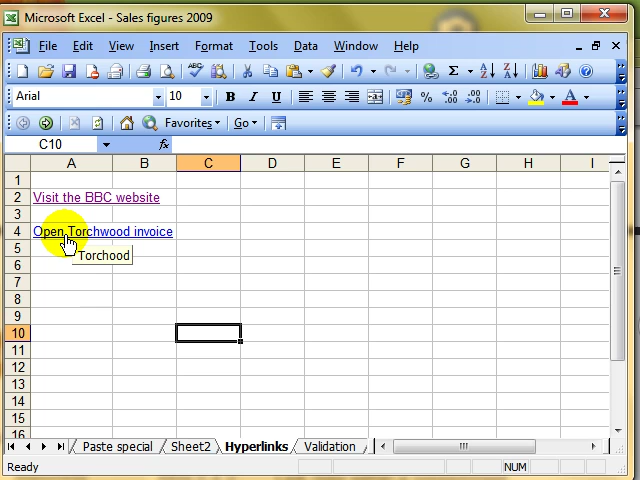 Microsoft Excel - Sales figures 2009
File Edit View Insert Format Tools Data Window Help
Σ A Z Z A
Arial 10 B I U % A
Favorites Go
C10 fx
A B C D E F G H I
1
2 Visit the BBC website
3
4 Open Torchwood invoice
5 Torchood
6
7
8
9
10
11
12
13
14
15
16
Paste special Sheet2 Hyperlinks Validation
Ready NUM